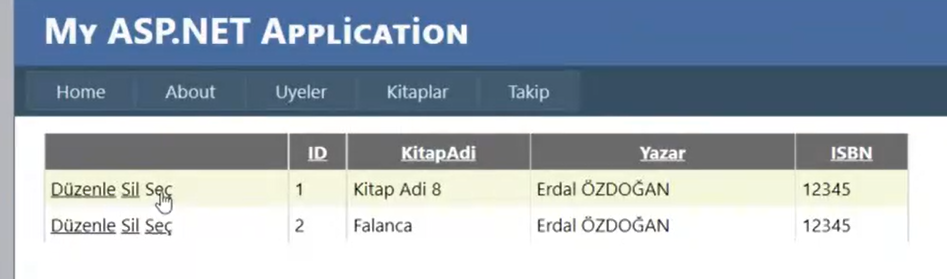 My ASP.NET Application
Home About Uyeler Kitaplar Takip
ID KitapAdi Yazar ISBN
Düzenle Sil Seç 1 Kitap Adi 8 Erdal ÖZDOĞAN 12345
Düzenle Sil Seç 2 Falanca Erdal ÖZDOĞAN 12345